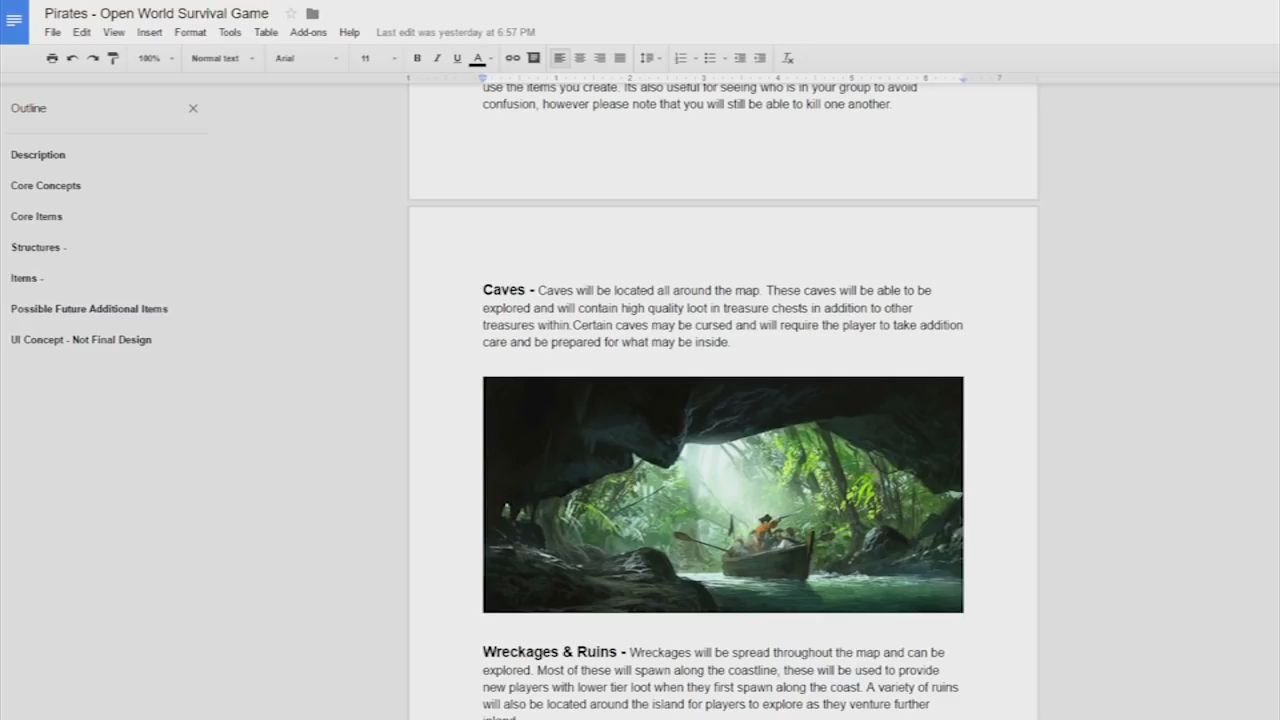 Pirates - Open World Survival Game
File Edit View Insert Format Tools Table Add-ons Help Last edit was yesterday at 6:57 PM
100% Normal text Arial 11 B I U A
1 1 2 3 4 5 6 7
Outline
Description
Core Concepts
Core Items
Structures -
Items -
Possible Future Additional Items
UI Concept - Not Final Design
use the items you create. Its also useful for seeing who is in your group to avoid
confusion, however please note that you will still be able to kill one another.
Caves - Caves will be located all around the map. These caves will be able to be
explored and will contain high quality loot in treasure chests in addition to other
treasures within.Certain caves may be cursed and will require the player to take addition
care and be prepared for what may be inside.
Wreckages & Ruins - Wreckages will be spread throughout the map and can be
explored. Most of these will spawn along the coastline, these will be used to provide
new players with lower tier loot when they first spawn along the coast. A variety of ruins
will also be located around the island for players to explore as they venture further